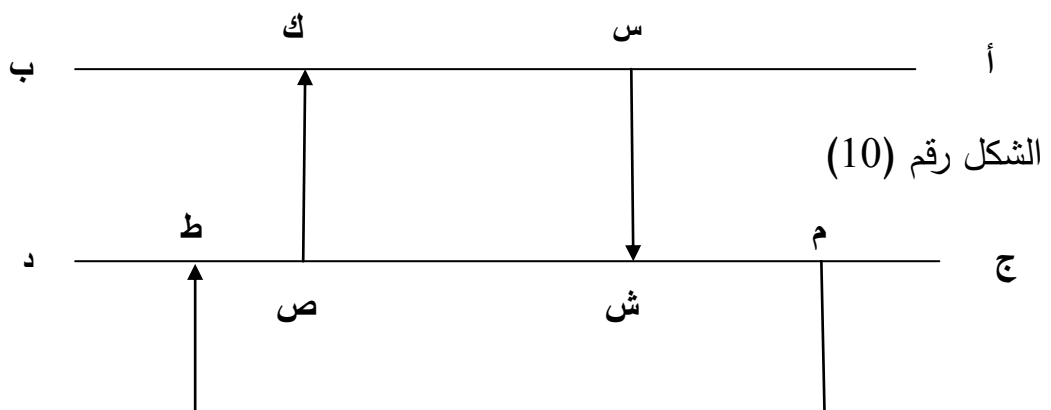 س ك
أ ب
الشكل رقم (10)
م ط
ج د
ش ص